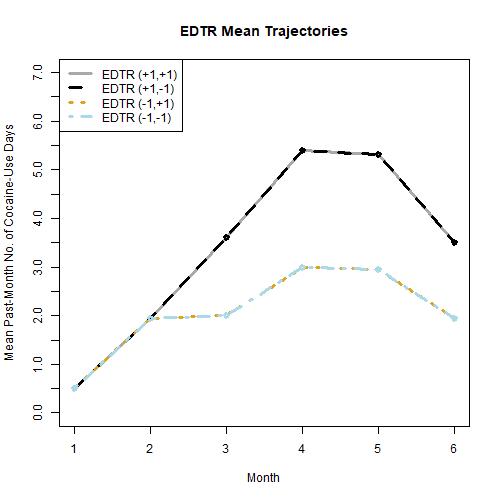 EDTR Mean Trajectories
EDTR (+1,+1)
EDTR (+1,-1)
EDTR (-1,+1)
EDTR (-1,-1)
Mean Past-Month No. of Cocaine-Use Days
7.0
6.0
5.0
4.0
3.0
2.0
1.0
0.0
1 2 3 4 5 6
Month